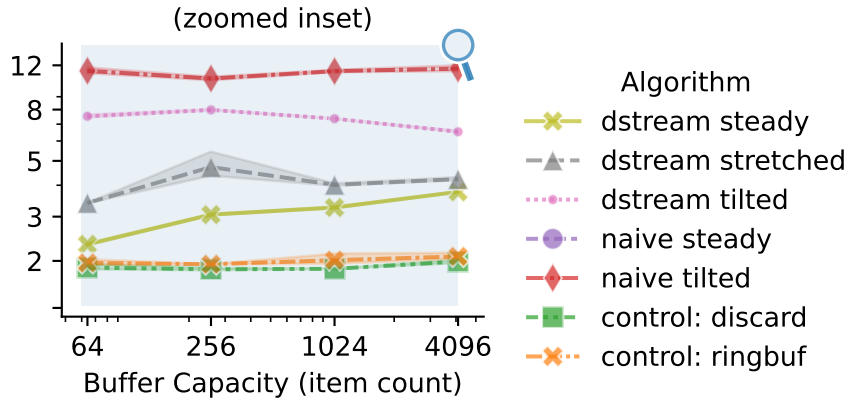 (zoomed inset)
12
8
5
3
2
64 256 1024 4096
Buffer Capacity (item count)
Algorithm
dstream steady
dstream stretched
dstream tilted
naive steady
naive tilted
control: discard
control: ringbuf